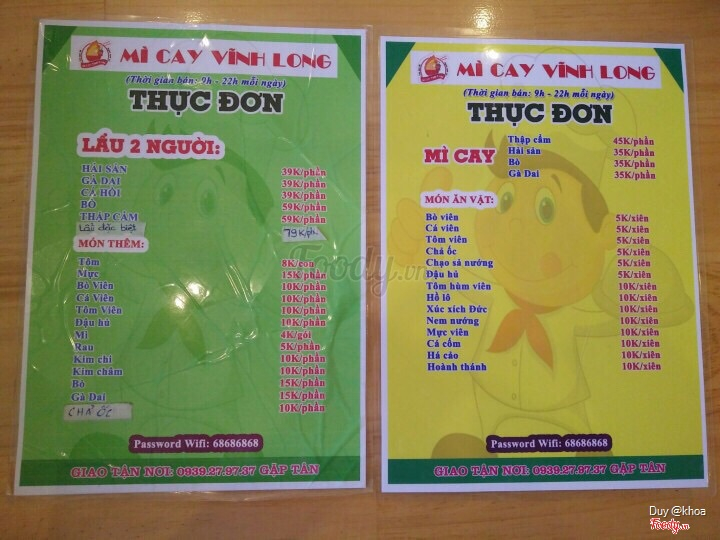 MÌ CAY VĨNH LONG
(Thời gian bán: 9h - 22h mỗi ngày)
THỰC ĐƠN
LẨU 2 NGƯỜI:
HẢI SẢN 39K/phần
GÀ DAI 39K/phần
CÁ HỒI 39K/phần
BÒ 59K/phần
THẬP CẨM 59K/phần
Lẩu đặc biệt 79K/ph.
MÓN THÊM:
Tôm 8K/con
Mực 15K/phần
Bò Viên 10K/phần
Cá Viên 10K/phần
Tôm Viên 10K/phần
Đậu hủ 10K/phần
Mì 4K/gói
Rau 5K/phần
Kim chi 10K/phần
Kim châm 10K/phần
Bò 15K/phần
Gà Dai 15K/phần
CHẢ ỐC 10K/phần
Password Wifi: 68686868
GIAO TẬN NƠI: 0939.27.97.37 GẶP TÂN
MÌ CAY VĨNH LONG
(Thời gian bán: 9h - 22h mỗi ngày)
THỰC ĐƠN
MÌ CAY
Thập cẩm 45K/phần
Hải sản 35K/phần
Bò 35K/phần
Gà Dai 35K/phần
MÓN ĂN VẶT:
Bò viên 5K/xiên
Cá viên 5K/xiên
Tôm viên 5K/xiên
Chả ốc 5K/xiên
Chạo sả nướng 5K/xiên
Đậu hủ 5K/xiên
Tôm hùm viên 10K/xiên
Hồ lô 10K/xiên
Xúc xích Đức 10K/xiên
Nem nướng 10K/xiên
Mực viên 10K/xiên
Cá cốm 10K/xiên
Há cảo 10K/xiên
Hoành thánh 10K/xiên
Password Wifi: 68686868
GIAO TẬN NƠI: 0939.27.97.37 GẶP TÂN
Foody.vn
Duy @khoa
Foody.vn